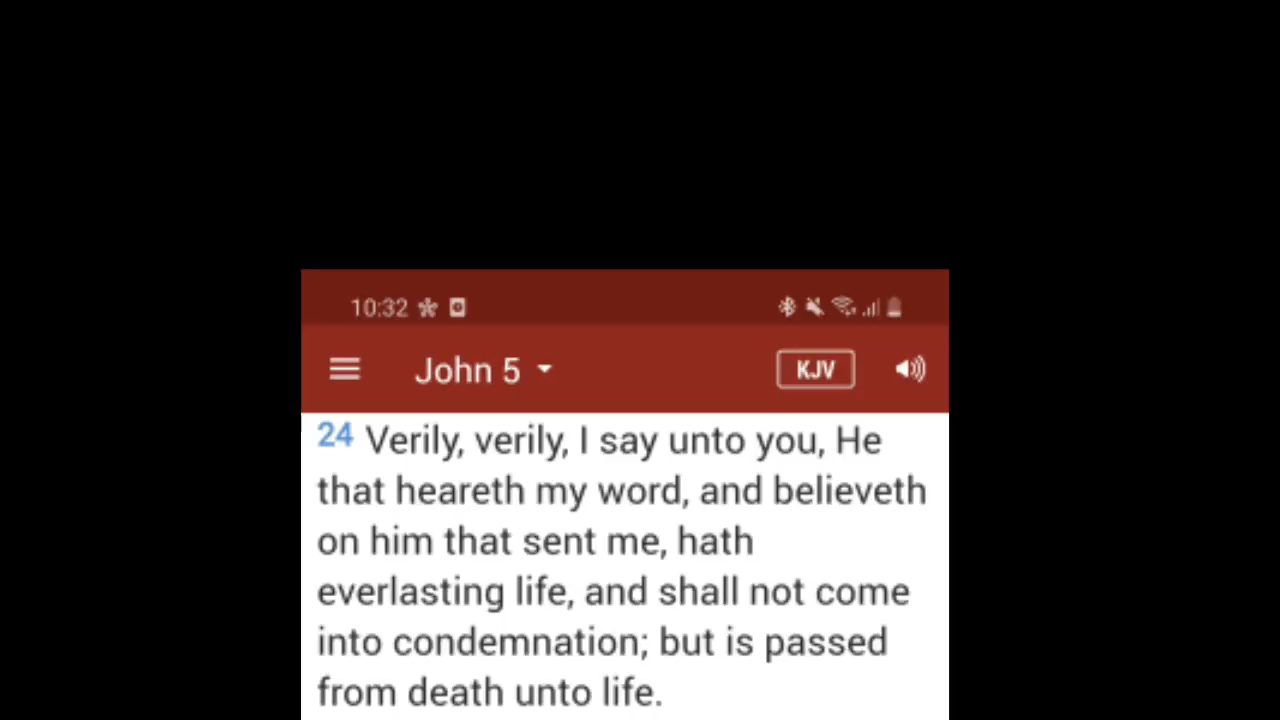 10:32
John 5 KJV
24 Verily, verily, I say unto you, He
that heareth my word, and believeth
on him that sent me, hath
everlasting life, and shall not come
into condemnation; but is passed
from death unto life.